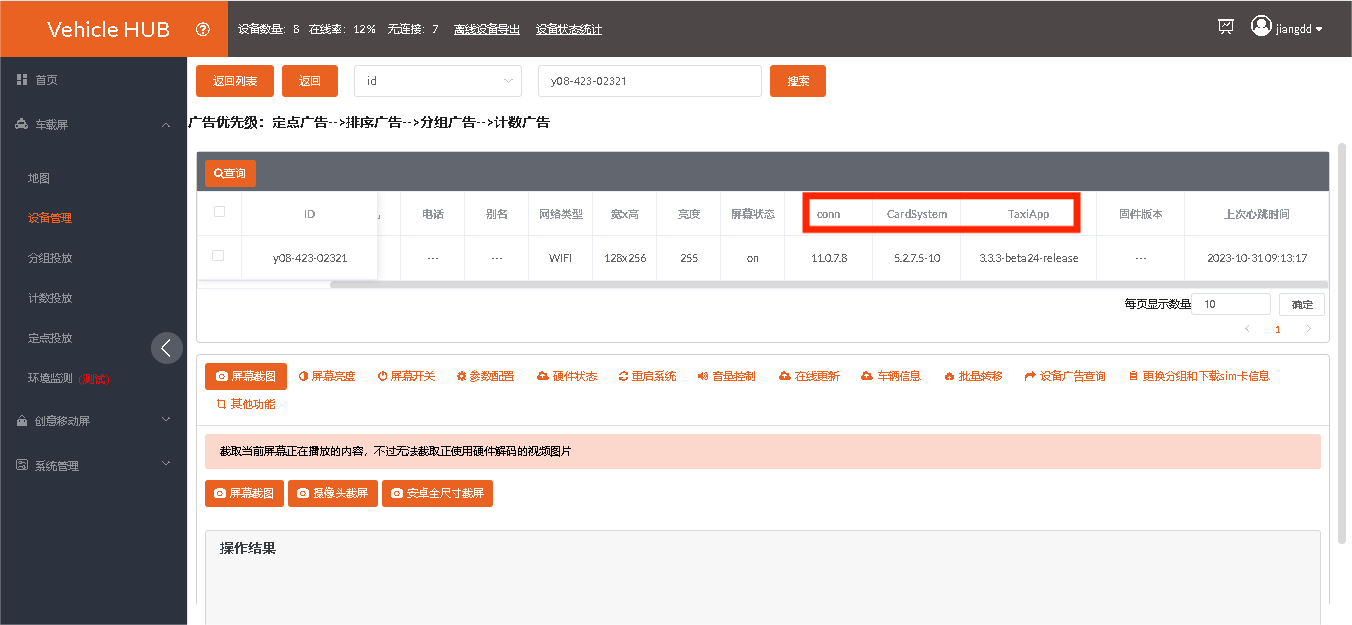 Vehicle HUB
设备数量: 8 在线率: 12% 无连接: 7 离线设备导出 设备状态统计
jiangdd
首页
车载屏
地图
设备管理
分组投放
计数投放
定点投放
环境监测 (测试)
创意移动屏
系统管理
返回列表 返回 id y08-423-02321 搜索
广告优先级: 定点广告-->排序广告-->分组广告-->计数广告
查询
ID 电话 别名 网络类型 宽x高 亮度 屏幕状态 conn CardSystem TaxiApp 固件版本 上次心跳时间
y08-423-02321 --- --- WIFI 128x256 255 on 11.0.7.8 5.2.7.5-10 3.3.3-beta24-release --- 2023-10-31 09:13:17
每页显示数量 10 确定
1
屏幕截图 屏幕亮度 屏幕开关 参数配置 硬件状态 重启系统 音量控制 在线更新 车辆信息 批量转移 设备广告查询 更换分组和下载sim卡信息
其他功能
截取当前屏幕正在播放的内容，不过无法截取正使用硬件解码的视频图片
屏幕截图 摄像头截屏 安卓全尺寸截屏
操作结果